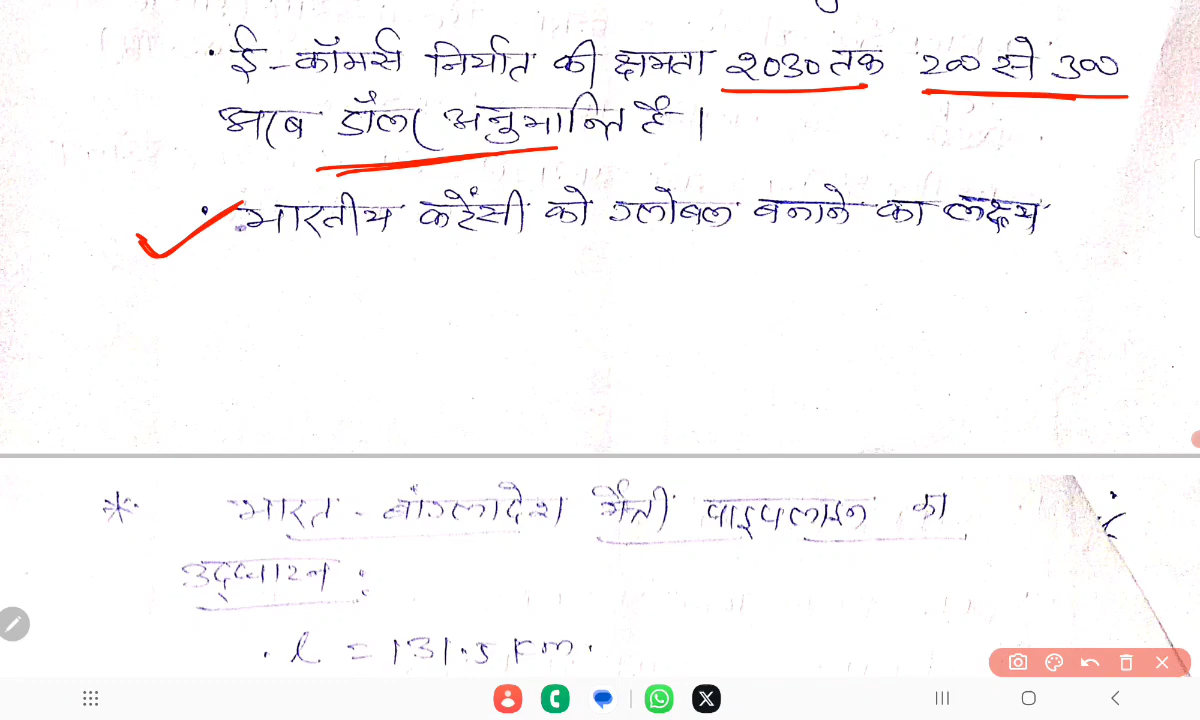 • ई-कॉमर्स निर्यात की क्षमता 2030 तक 200 से 300
अरब डॉलर अनुमानित है।
• भारतीय करेंसी को ग्लोबल बनाने का लक्ष्य
* भारत - बांग्लादेश मैत्री पाइपलाइन का
उद्घाटन :
• l = 131.5 km.